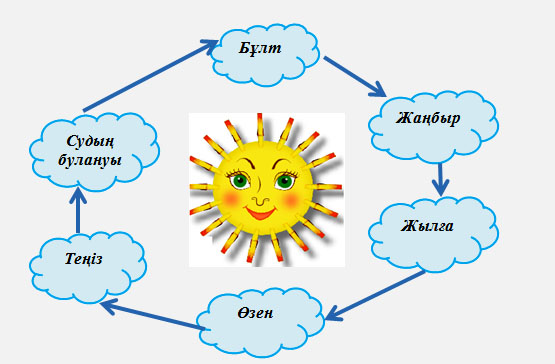 Бұлт
Жаңбыр
Жылға
Өзен
Теңіз
Судың
булануы